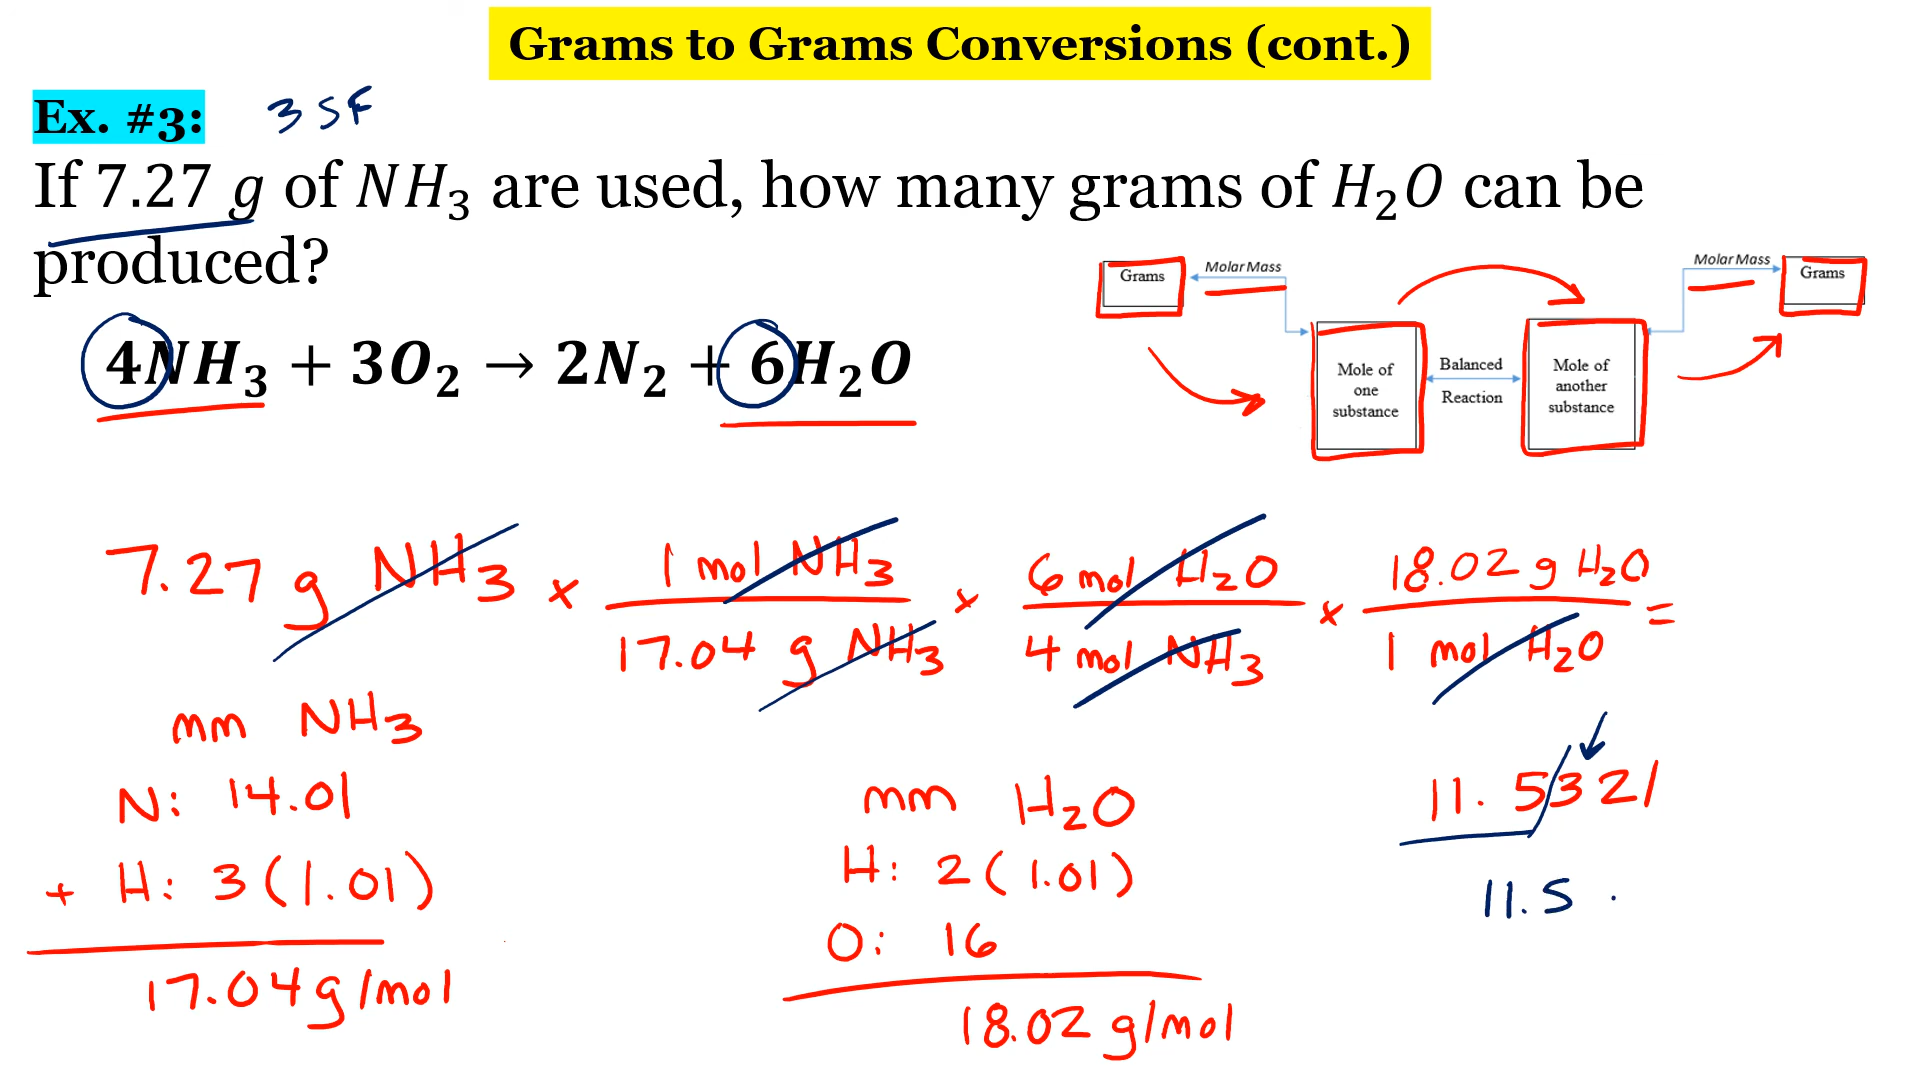 Grams to Grams Conversions (cont.)
Ex. #3: 3 SF
If 7.27 g of NH₃ are used, how many grams of H₂O can be
produced?
Grams
Molar Mass
Mole of
one
substance
Balanced
Reaction
Mole of
another
substance
Molar Mass
Grams
4NH₃ + 3O₂ → 2N₂ + 6H₂O
7.27 g NH₃ × 1 mol NH₃ / 17.04 g NH₃ × 6 mol H₂O / 4 mol NH₃ × 18.02 g H₂O / 1 mol H₂O =
mm NH₃
N: 14.01
+ H: 3(1.01)
17.04 g/mol
mm H₂O
H: 2(1.01)
O: 16
18.02 g/mol
11.5321
11.5